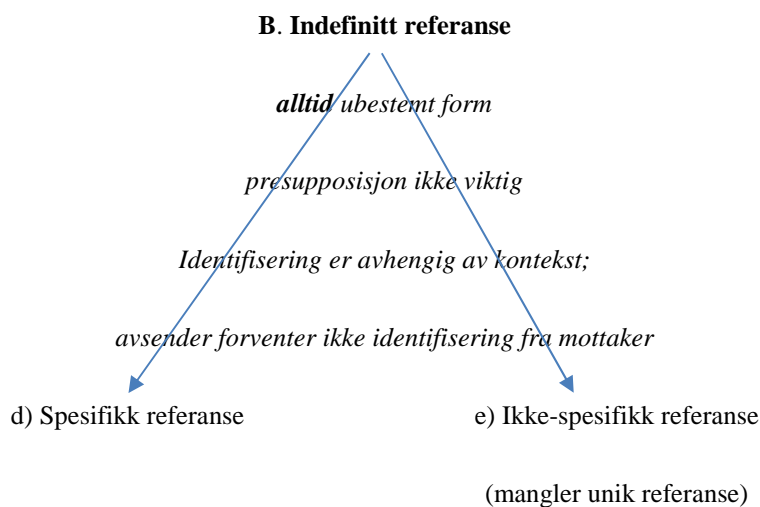 B. Indefinitt referanse
alltid ubestemt form
presupposisjon ikke viktig
Identifisering er avhengig av kontekst;
avsender forventer ikke identifisering fra mottaker
d) Spesifikk referanse e) Ikke-spesifikk referanse
(mangler unik referanse)